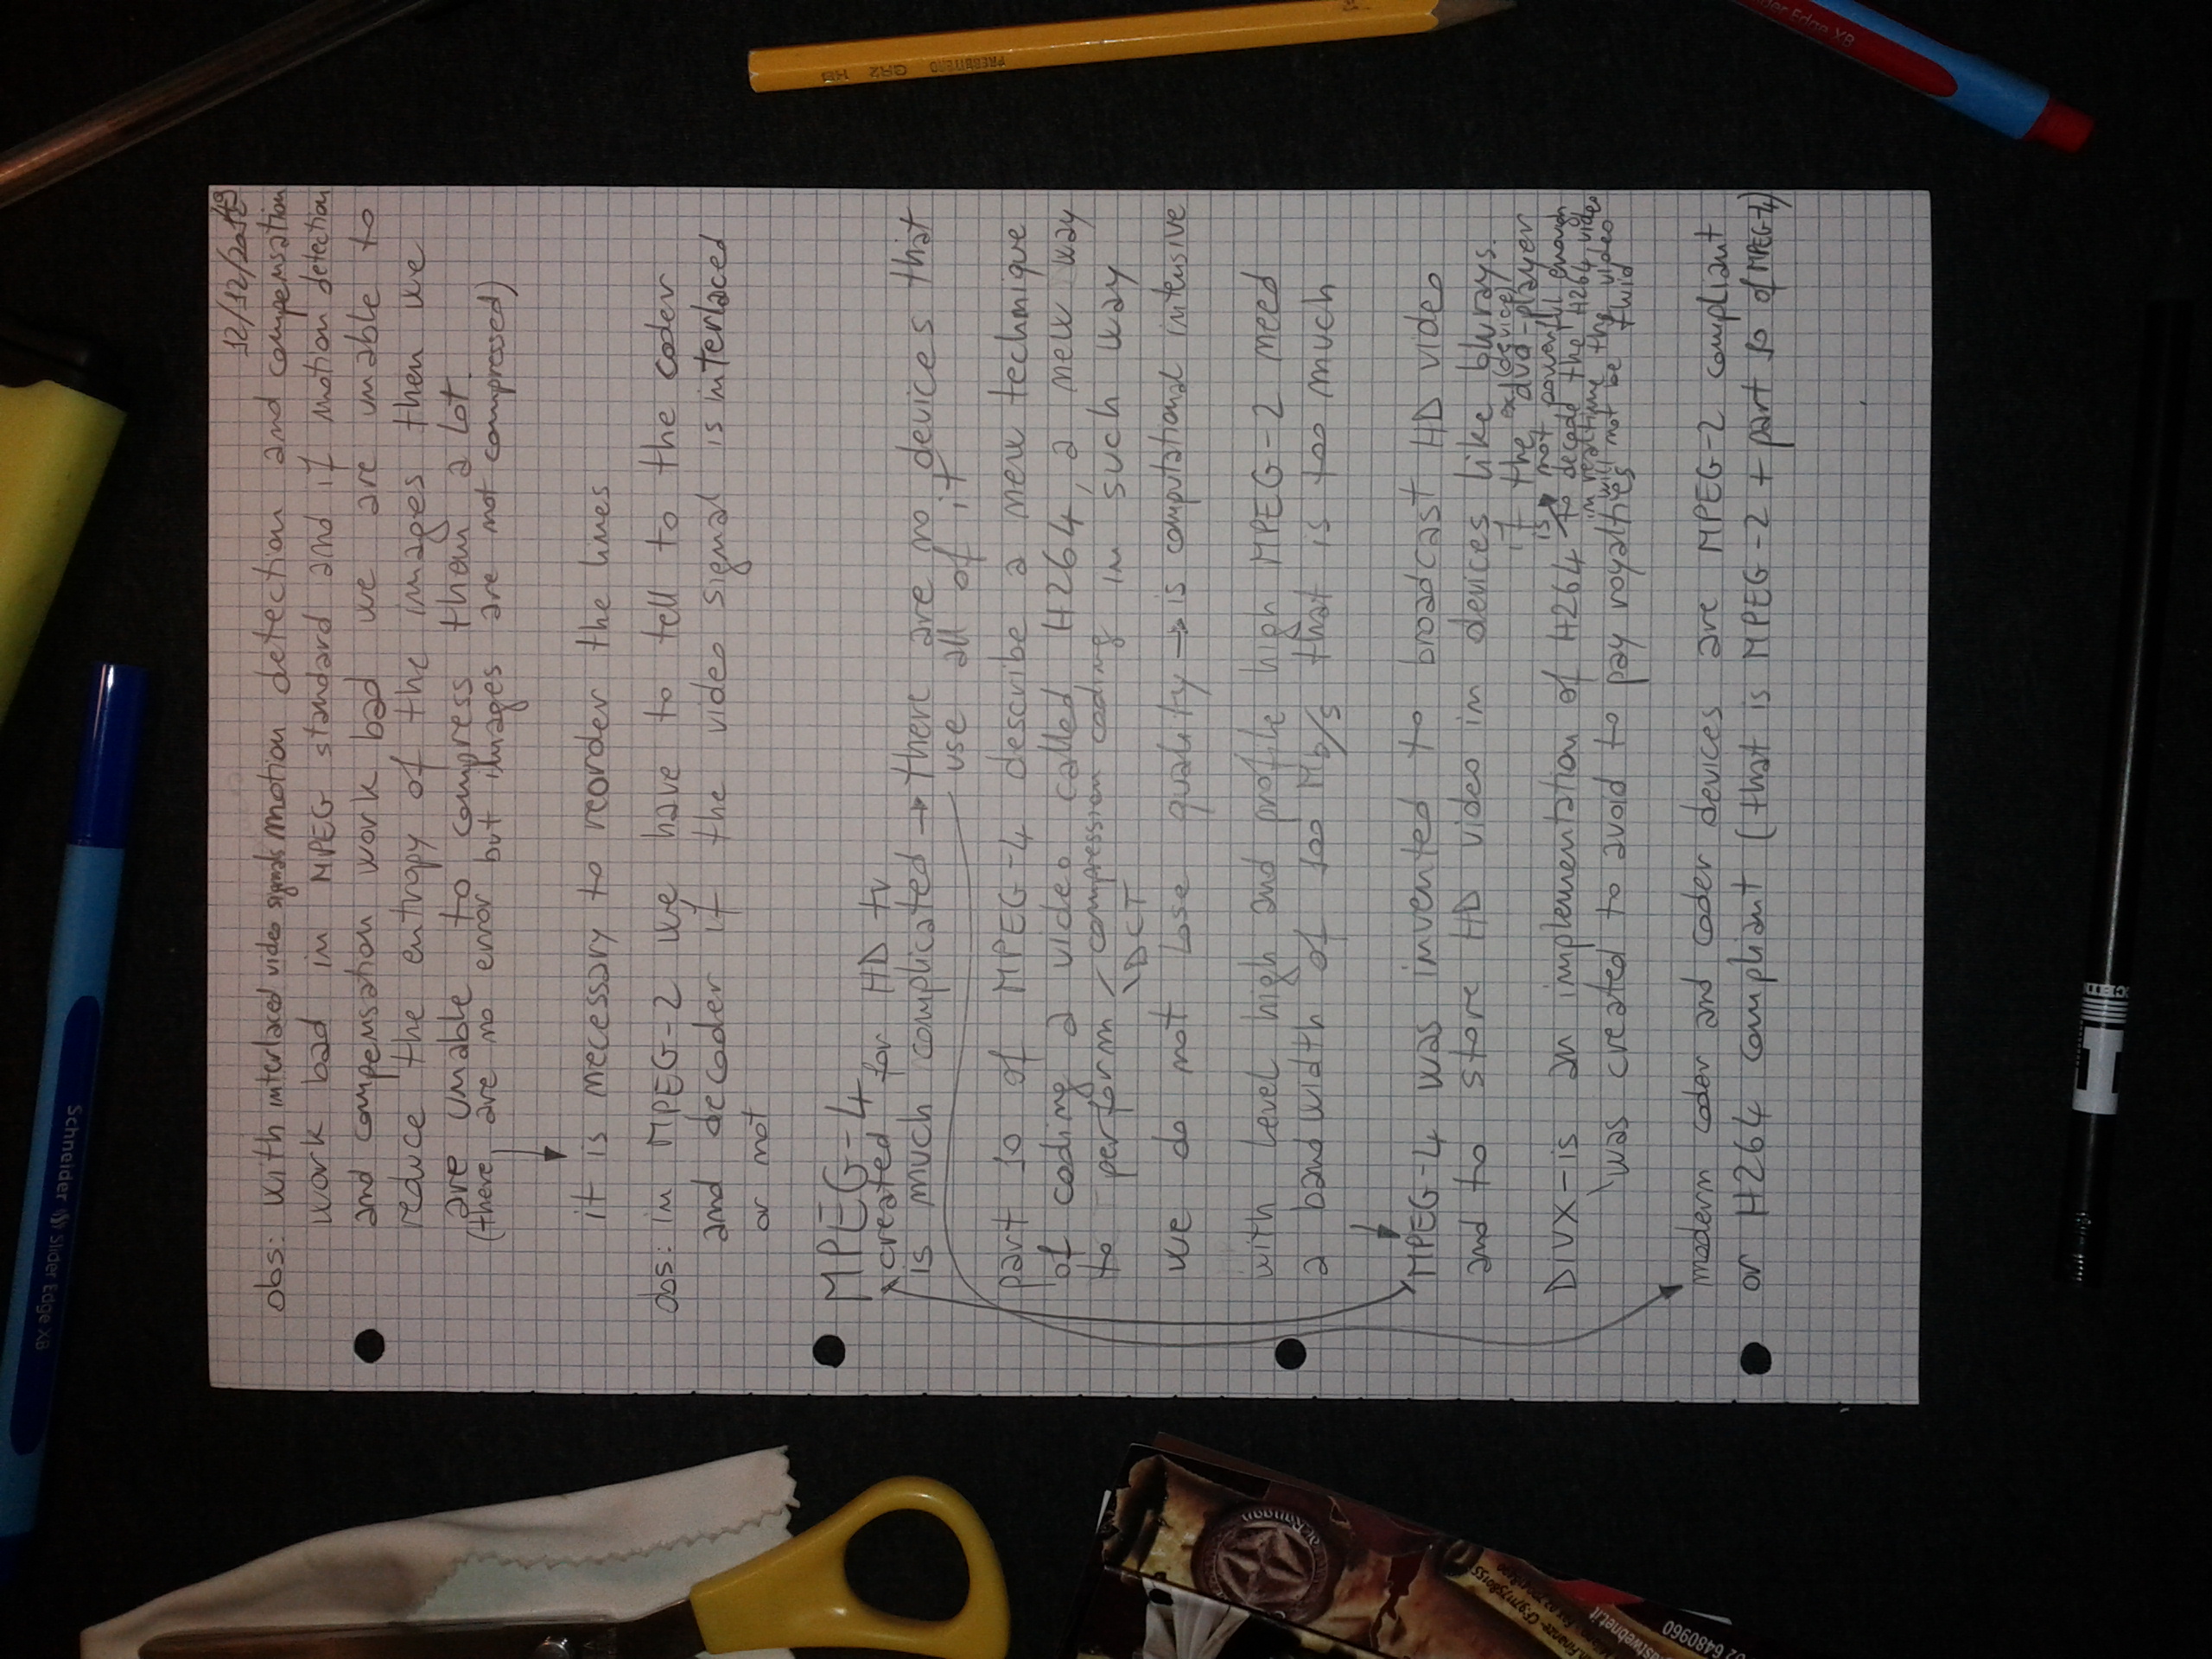 12/12/2012
obs: with interlaced video signals motion detection and compensation
work bad in MPEG standard and if motion detection
and compensation work bad we are unable to
reduce the entropy of the images then we
are unable to compress them a lot.
(there are no error but images are not compressed)
it is necessary to reorder the lines
obs: in MPEG-2 we have to tell to the coder
and decoder if the video signal is interlaced
or not
MPEG-4
created for HD tv
is much complicated → there are no devices that
use all of it
part 10 of MPEG-4 describe a new technique
of coding a video called H264, a new way
to perform compression coding in such way
DCT
we do not lose quality → is computational intensive
with level high and profile high MPEG-2 need
a bandwidth of 100 Mb/s that is too much
MPEG-4 was invented to broadcast HD video
and to store HD video in devices like blurays.
DIVX - is an implementation of H264
was created to avoid to pay royalties
if the dvd-player
ex (device)
is not powerful enough
to decode the H264 video
in realtime the video
will not be fluid
modern coder and coder devices are MPEG-2 compliant
or H264 compliant (that is MPEG-2 + part 10 of MPEG-4)
Schneider Slider Edge XB
PRESBITERO GR2 HB
der Edge XB
02 6480960